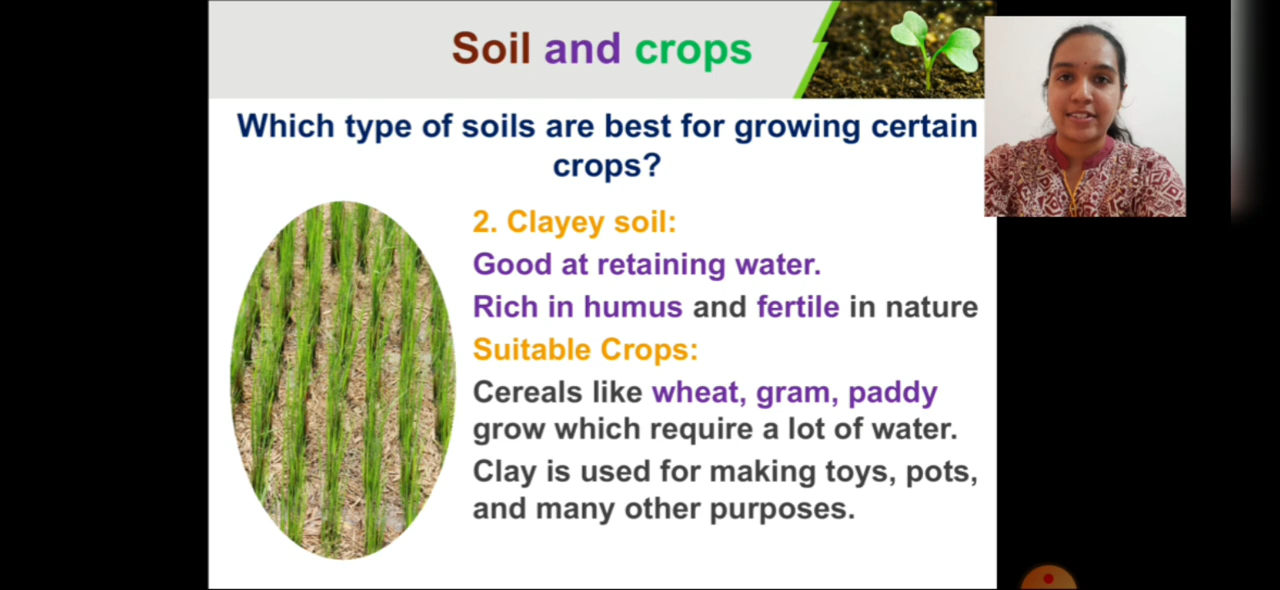 Soil and crops
Which type of soils are best for growing certain
crops?
2. Clayey soil:
Good at retaining water.
Rich in humus and fertile in nature
Suitable Crops:
Cereals like wheat, gram, paddy
grow which require a lot of water.
Clay is used for making toys, pots,
and many other purposes.